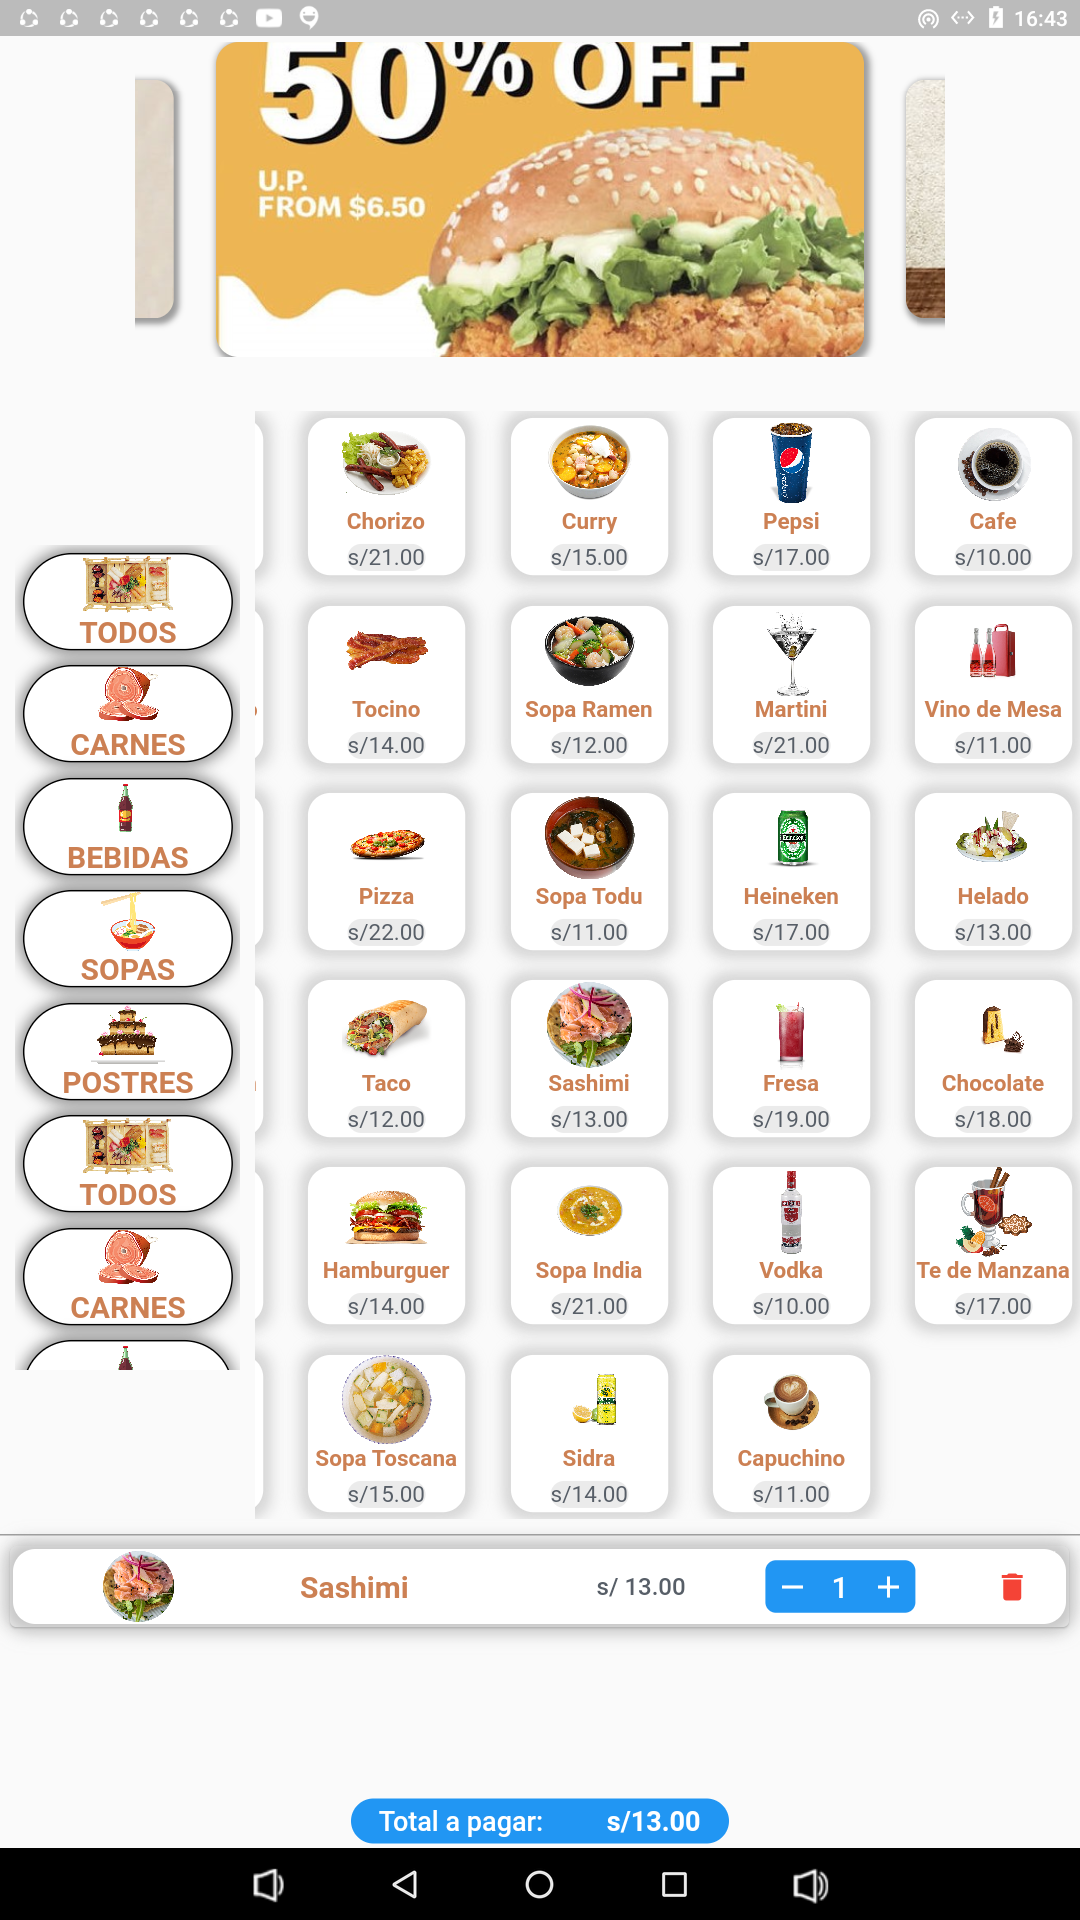 16:43
50% OFF
U.P.
FROM $6.50
Chorizo
s/21.00
Curry
s/15.00
Pepsi
s/17.00
Cafe
s/10.00
Tocino
s/14.00
Sopa Ramen
s/12.00
Martini
s/21.00
Vino de Mesa
s/11.00
Pizza
s/22.00
Sopa Todu
s/11.00
Heineken
s/17.00
Helado
s/13.00
Taco
s/12.00
Sashimi
s/13.00
Fresa
s/19.00
Chocolate
s/18.00
Hamburguer
s/14.00
Sopa India
s/21.00
Vodka
s/10.00
Te de Manzana
s/17.00
Sopa Toscana
s/15.00
Sidra
s/14.00
Capuchino
s/11.00
TODOS
CARNES
BEBIDAS
SOPAS
POSTRES
TODOS
CARNES
Sashimi s/ 13.00 1
Total a pagar: s/13.00